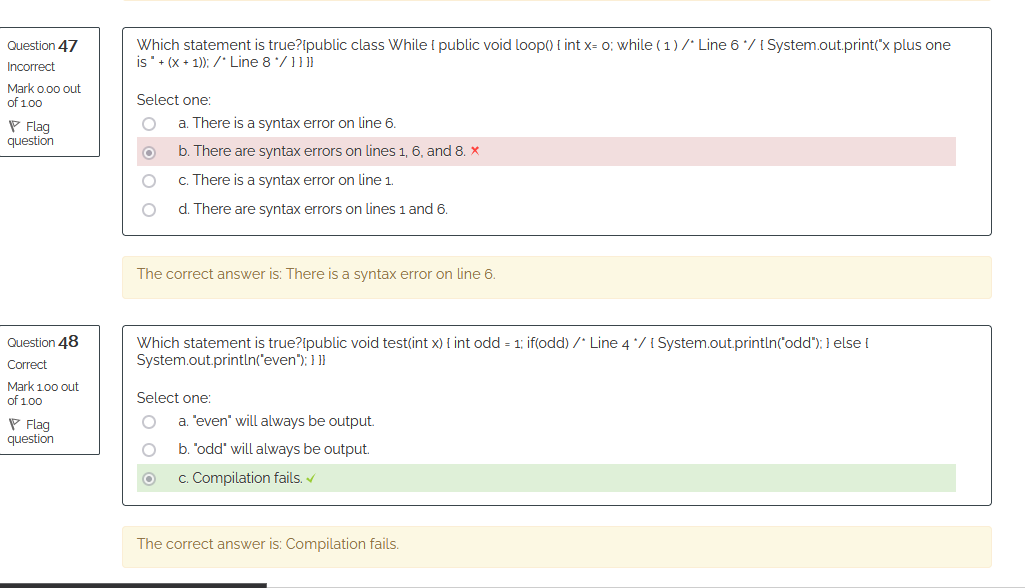 Question 47
Incorrect
Mark 0.00 out
of 1.00
Flag
question
Which statement is true?{public class While { public void loop() { int x= 0; while ( 1 ) /* Line 6 */ { System.out.print("x plus one
is " + (x + 1)); /* Line 8 */ } } }}
Select one:
a. There is a syntax error on line 6.
b. There are syntax errors on lines 1, 6, and 8.
c. There is a syntax error on line 1.
d. There are syntax errors on lines 1 and 6.
The correct answer is: There is a syntax error on line 6.
Question 48
Correct
Mark 1.00 out
of 1.00
Flag
question
Which statement is true?{public void test(int x) { int odd = 1; if(odd) /* Line 4 */ { System.out.println("odd"); } else {
System.out.println("even"); } }}
Select one:
a. "even" will always be output.
b. "odd" will always be output.
c. Compilation fails.
The correct answer is: Compilation fails.